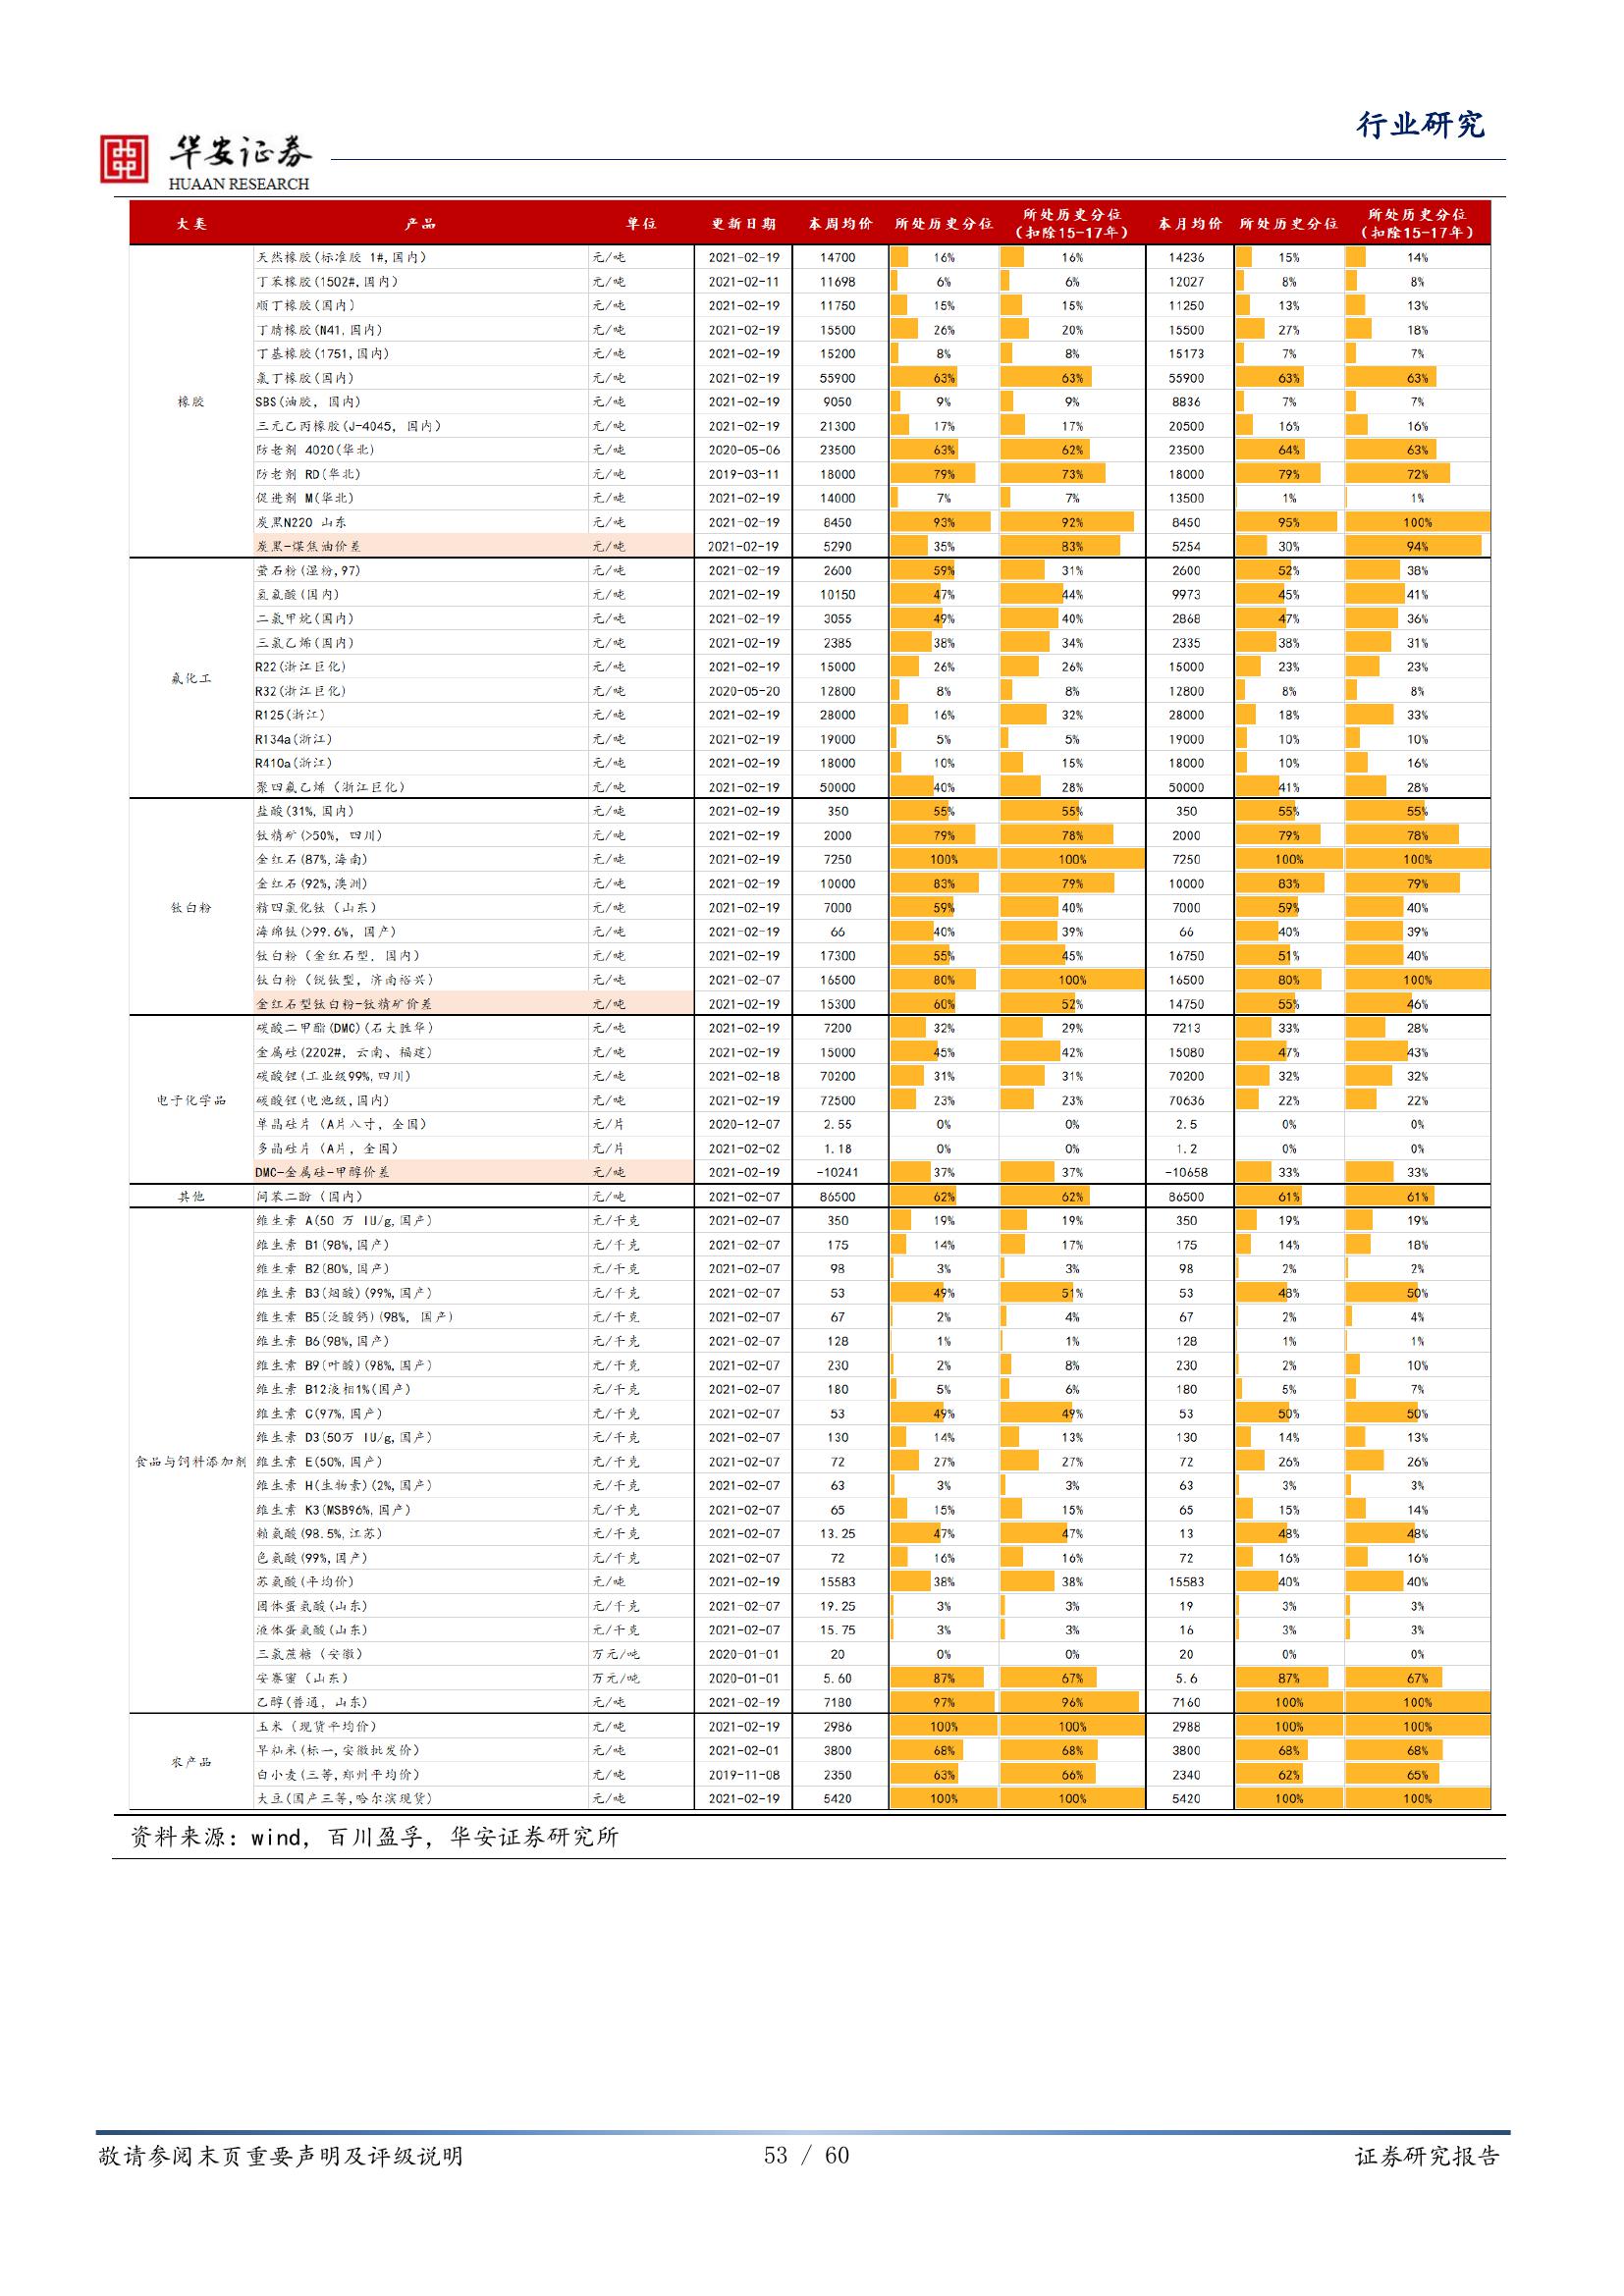 行业研究
华安证券
HUAAN RESEARCH
大类 产品 单位 更新日期 本周均价 所处历史分位 所处历史分位（扣除15-17年） 本月均价 所处历史分位 所处历史分位（扣除15-17年）
橡胶
天然橡胶(标准胶 1#,国内) 元/吨 2021-02-19 14700 16% 16% 14236 15% 14%
丁苯橡胶(1502#,国内) 元/吨 2021-02-11 11698 6% 6% 12027 8% 8%
顺丁橡胶(国内) 元/吨 2021-02-19 11750 15% 15% 11250 13% 13%
丁腈橡胶(N41,国内) 元/吨 2021-02-19 15500 26% 20% 15500 27% 18%
丁基橡胶(1751,国内) 元/吨 2021-02-19 15200 8% 8% 15173 7% 7%
氯丁橡胶(国内) 元/吨 2021-02-19 55900 63% 63% 55900 63% 63%
SBS(油胶, 国内) 元/吨 2021-02-19 9050 9% 9% 8836 7% 7%
三元乙丙橡胶(J-4045, 国内) 元/吨 2021-02-19 21300 17% 17% 20500 16% 16%
防老剂 4020(华北) 元/吨 2020-05-06 23500 63% 62% 23500 64% 63%
防老剂 RD(华北) 元/吨 2019-03-11 18000 79% 73% 18000 79% 72%
促进剂 M(华北) 元/吨 2021-02-19 14000 7% 7% 13500 1% 1%
炭黑N220 山东 元/吨 2021-02-19 8450 93% 92% 8450 95% 100%
炭黑-煤焦油价差 元/吨 2021-02-19 5290 35% 83% 5254 30% 94%
氟化工
萤石粉(湿粉,97) 元/吨 2021-02-19 2600 59% 31% 2600 52% 38%
氢氟酸(国内) 元/吨 2021-02-19 10150 47% 44% 9973 45% 41%
二氯甲烷(国内) 元/吨 2021-02-19 3055 49% 40% 2868 47% 36%
三氯乙烯(国内) 元/吨 2021-02-19 2385 38% 34% 2335 38% 31%
R22(浙江巨化) 元/吨 2021-02-19 15000 26% 26% 15000 23% 23%
R32(浙江巨化) 元/吨 2020-05-20 12800 8% 8% 12800 8% 8%
R125(浙江) 元/吨 2021-02-19 28000 16% 32% 28000 18% 33%
R134a(浙江) 元/吨 2021-02-19 19000 5% 5% 19000 10% 10%
R410a(浙江) 元/吨 2021-02-19 18000 10% 15% 18000 10% 16%
聚四氟乙烯（浙江巨化） 元/吨 2021-02-19 50000 40% 28% 50000 41% 28%
钛白粉
盐酸(31%,国内) 元/吨 2021-02-19 350 55% 55% 350 55% 55%
钛精矿(>50%, 四川) 元/吨 2021-02-19 2000 79% 78% 2000 79% 78%
金红石(87%,海南) 元/吨 2021-02-19 7250 100% 100% 7250 100% 100%
金红石(92%,澳洲) 元/吨 2021-02-19 10000 83% 79% 10000 83% 79%
精四氯化钛（山东） 元/吨 2021-02-19 7000 59% 40% 7000 59% 40%
海绵钛(>99.6%, 国产) 元/吨 2021-02-19 66 40% 39% 66 40% 39%
钛白粉（金红石型, 国内） 元/吨 2021-02-19 17300 55% 45% 16750 51% 40%
钛白粉（锐钛型, 济南裕兴） 元/吨 2021-02-07 16500 80% 100% 16500 80% 100%
金红石型钛白粉-钛精矿价差 元/吨 2021-02-19 15300 60% 52% 14750 55% 46%
电子化学品
碳酸二甲酯(DMC)(石大胜华) 元/吨 2021-02-19 7200 32% 29% 7213 33% 28%
金属硅(2202#, 云南、福建) 元/吨 2021-02-19 15000 45% 42% 15080 47% 43%
碳酸锂(工业级99%,四川) 元/吨 2021-02-18 70200 31% 31% 70200 32% 32%
碳酸锂(电池级,国内) 元/吨 2021-02-19 72500 23% 23% 70636 22% 22%
单晶硅片（A片八寸, 全国） 元/片 2020-12-07 2.55 0% 0% 2.5 0% 0%
多晶硅片（A片, 全国） 元/片 2021-02-02 1.18 0% 0% 1.2 0% 0%
DMC-金属硅-甲醇价差 元/吨 2021-02-19 -10241 37% 37% -10658 33% 33%
其他 间苯二酚（国内） 元/吨 2021-02-07 86500 62% 62% 86500 61% 61%
食品与饲料添加剂
维生素 A(50 万 IU/g,国产) 元/千克 2021-02-07 350 19% 19% 350 19% 19%
维生素 B1(98%,国产) 元/千克 2021-02-07 175 14% 17% 175 14% 18%
维生素 B2(80%,国产) 元/千克 2021-02-07 98 3% 3% 98 2% 2%
维生素 B3(烟酸)(99%,国产) 元/千克 2021-02-07 53 49% 51% 53 48% 50%
维生素 B5(泛酸钙)(98%, 国产) 元/千克 2021-02-07 67 2% 4% 67 2% 4%
维生素 B6(98%,国产) 元/千克 2021-02-07 128 1% 1% 128 1% 1%
维生素 B9(叶酸)(98%,国产) 元/千克 2021-02-07 230 2% 8% 230 2% 10%
维生素 B12液相1%(国产) 元/千克 2021-02-07 180 5% 6% 180 5% 7%
维生素 C(97%,国产) 元/千克 2021-02-07 53 49% 49% 53 50% 50%
维生素 D3(50万 IU/g,国产) 元/千克 2021-02-07 130 14% 13% 130 14% 13%
维生素 E(50%,国产) 元/千克 2021-02-07 72 27% 27% 72 26% 26%
维生素 H(生物素)(2%,国产) 元/千克 2021-02-07 63 3% 3% 63 3% 3%
维生素 K3(MSB96%,国产) 元/千克 2021-02-07 65 15% 15% 65 15% 14%
赖氨酸(98.5%,江苏) 元/千克 2021-02-07 13.25 47% 47% 13 48% 48%
色氨酸(99%,国产) 元/千克 2021-02-07 72 16% 16% 72 16% 16%
苏氨酸(平均价) 元/吨 2021-02-19 15583 38% 38% 15583 40% 40%
固体蛋氨酸(山东) 元/千克 2021-02-07 19.25 3% 3% 19 3% 3%
液体蛋氨酸(山东) 元/千克 2021-02-07 15.75 3% 3% 16 3% 3%
三氯蔗糖（安徽） 万元/吨 2020-01-01 20 0% 0% 20 0% 0%
安赛蜜（山东） 万元/吨 2020-01-01 5.60 87% 67% 5.6 87% 67%
乙醇(普通, 山东) 元/吨 2021-02-19 7180 97% 96% 7160 100% 100%
农产品
玉米（现货平均价） 元/吨 2021-02-19 2986 100% 100% 2988 100% 100%
早籼米(标一,安徽批发价) 元/吨 2021-02-01 3800 68% 68% 3800 68% 68%
白小麦(三等,郑州平均价) 元/吨 2019-11-08 2350 63% 66% 2340 62% 65%
大豆(国产三等,哈尔滨现货) 元/吨 2021-02-19 5420 100% 100% 5420 100% 100%
资料来源：wind，百川盈孚，华安证券研究所
敬请参阅末页重要声明及评级说明 53 / 60 证券研究报告